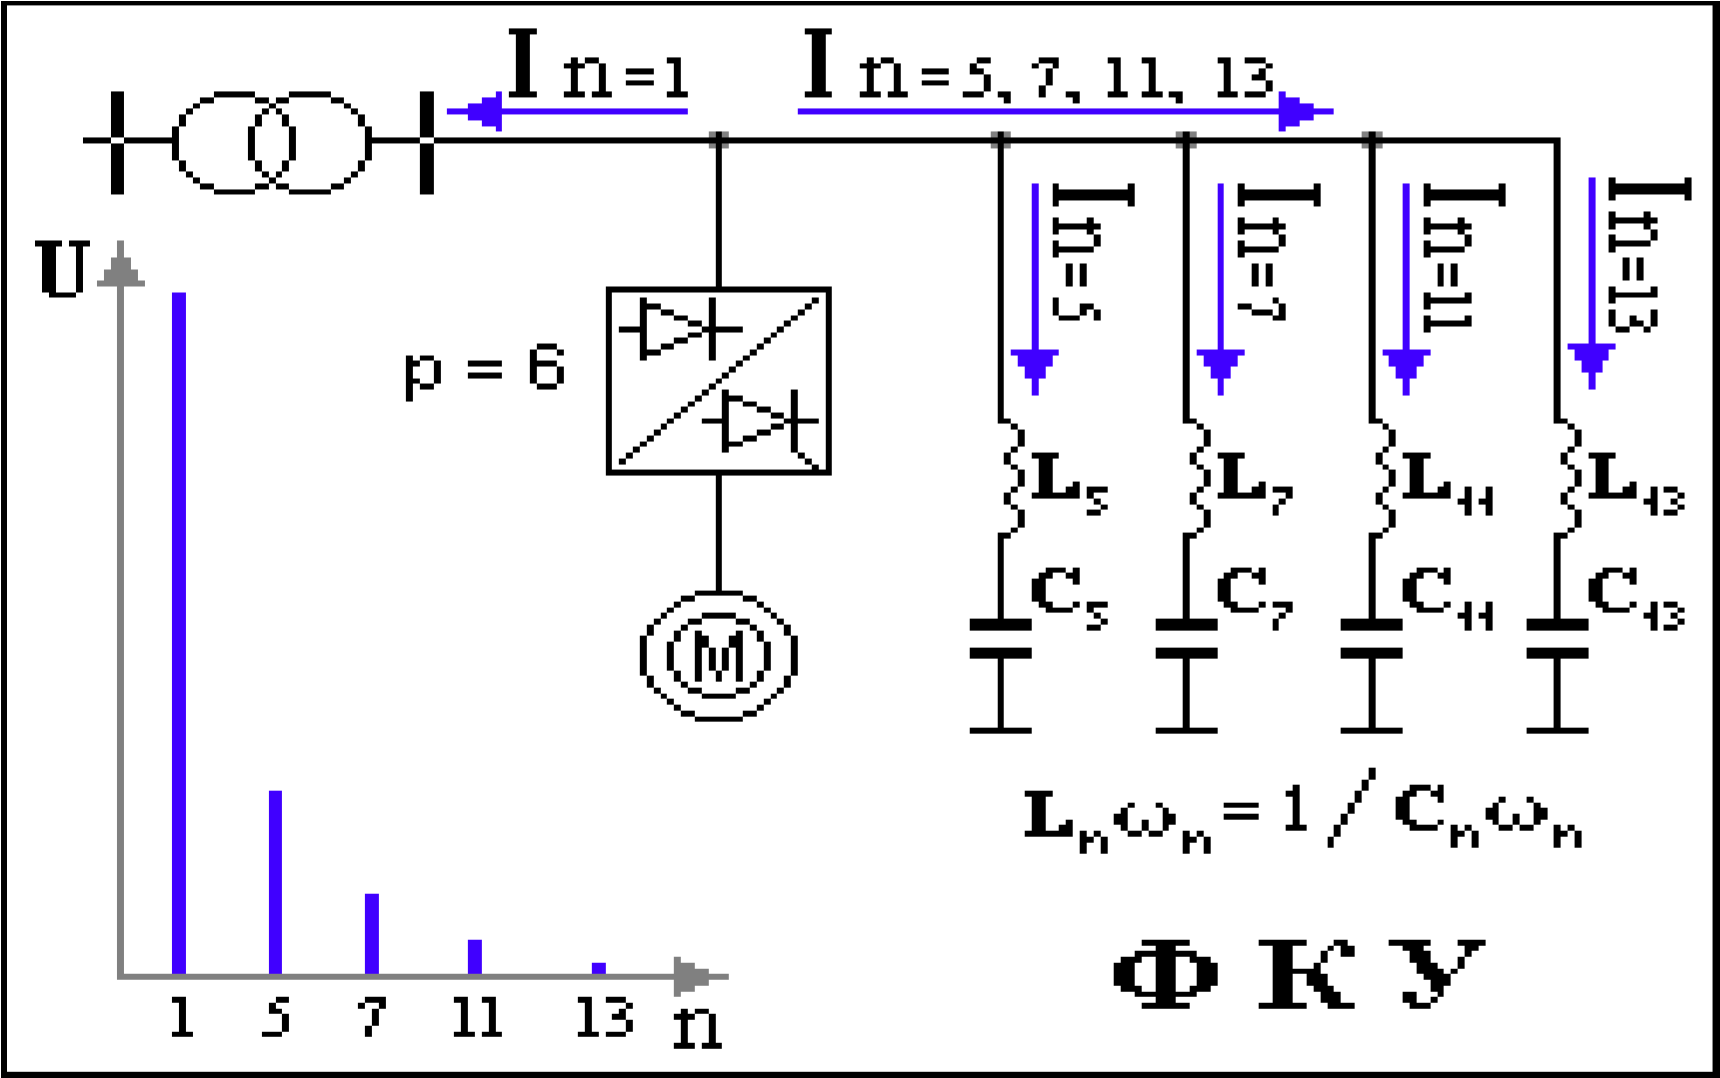 I n=1
I n=5, 7, 11, 13
I n=5
I n=7
I n=11
I n=13
U
p = 6
L5
L7
L11
L13
C5
C7
C11
C13
M
Lnωn=1/Cnωn
ФКУ
1 5 7 11 13 n